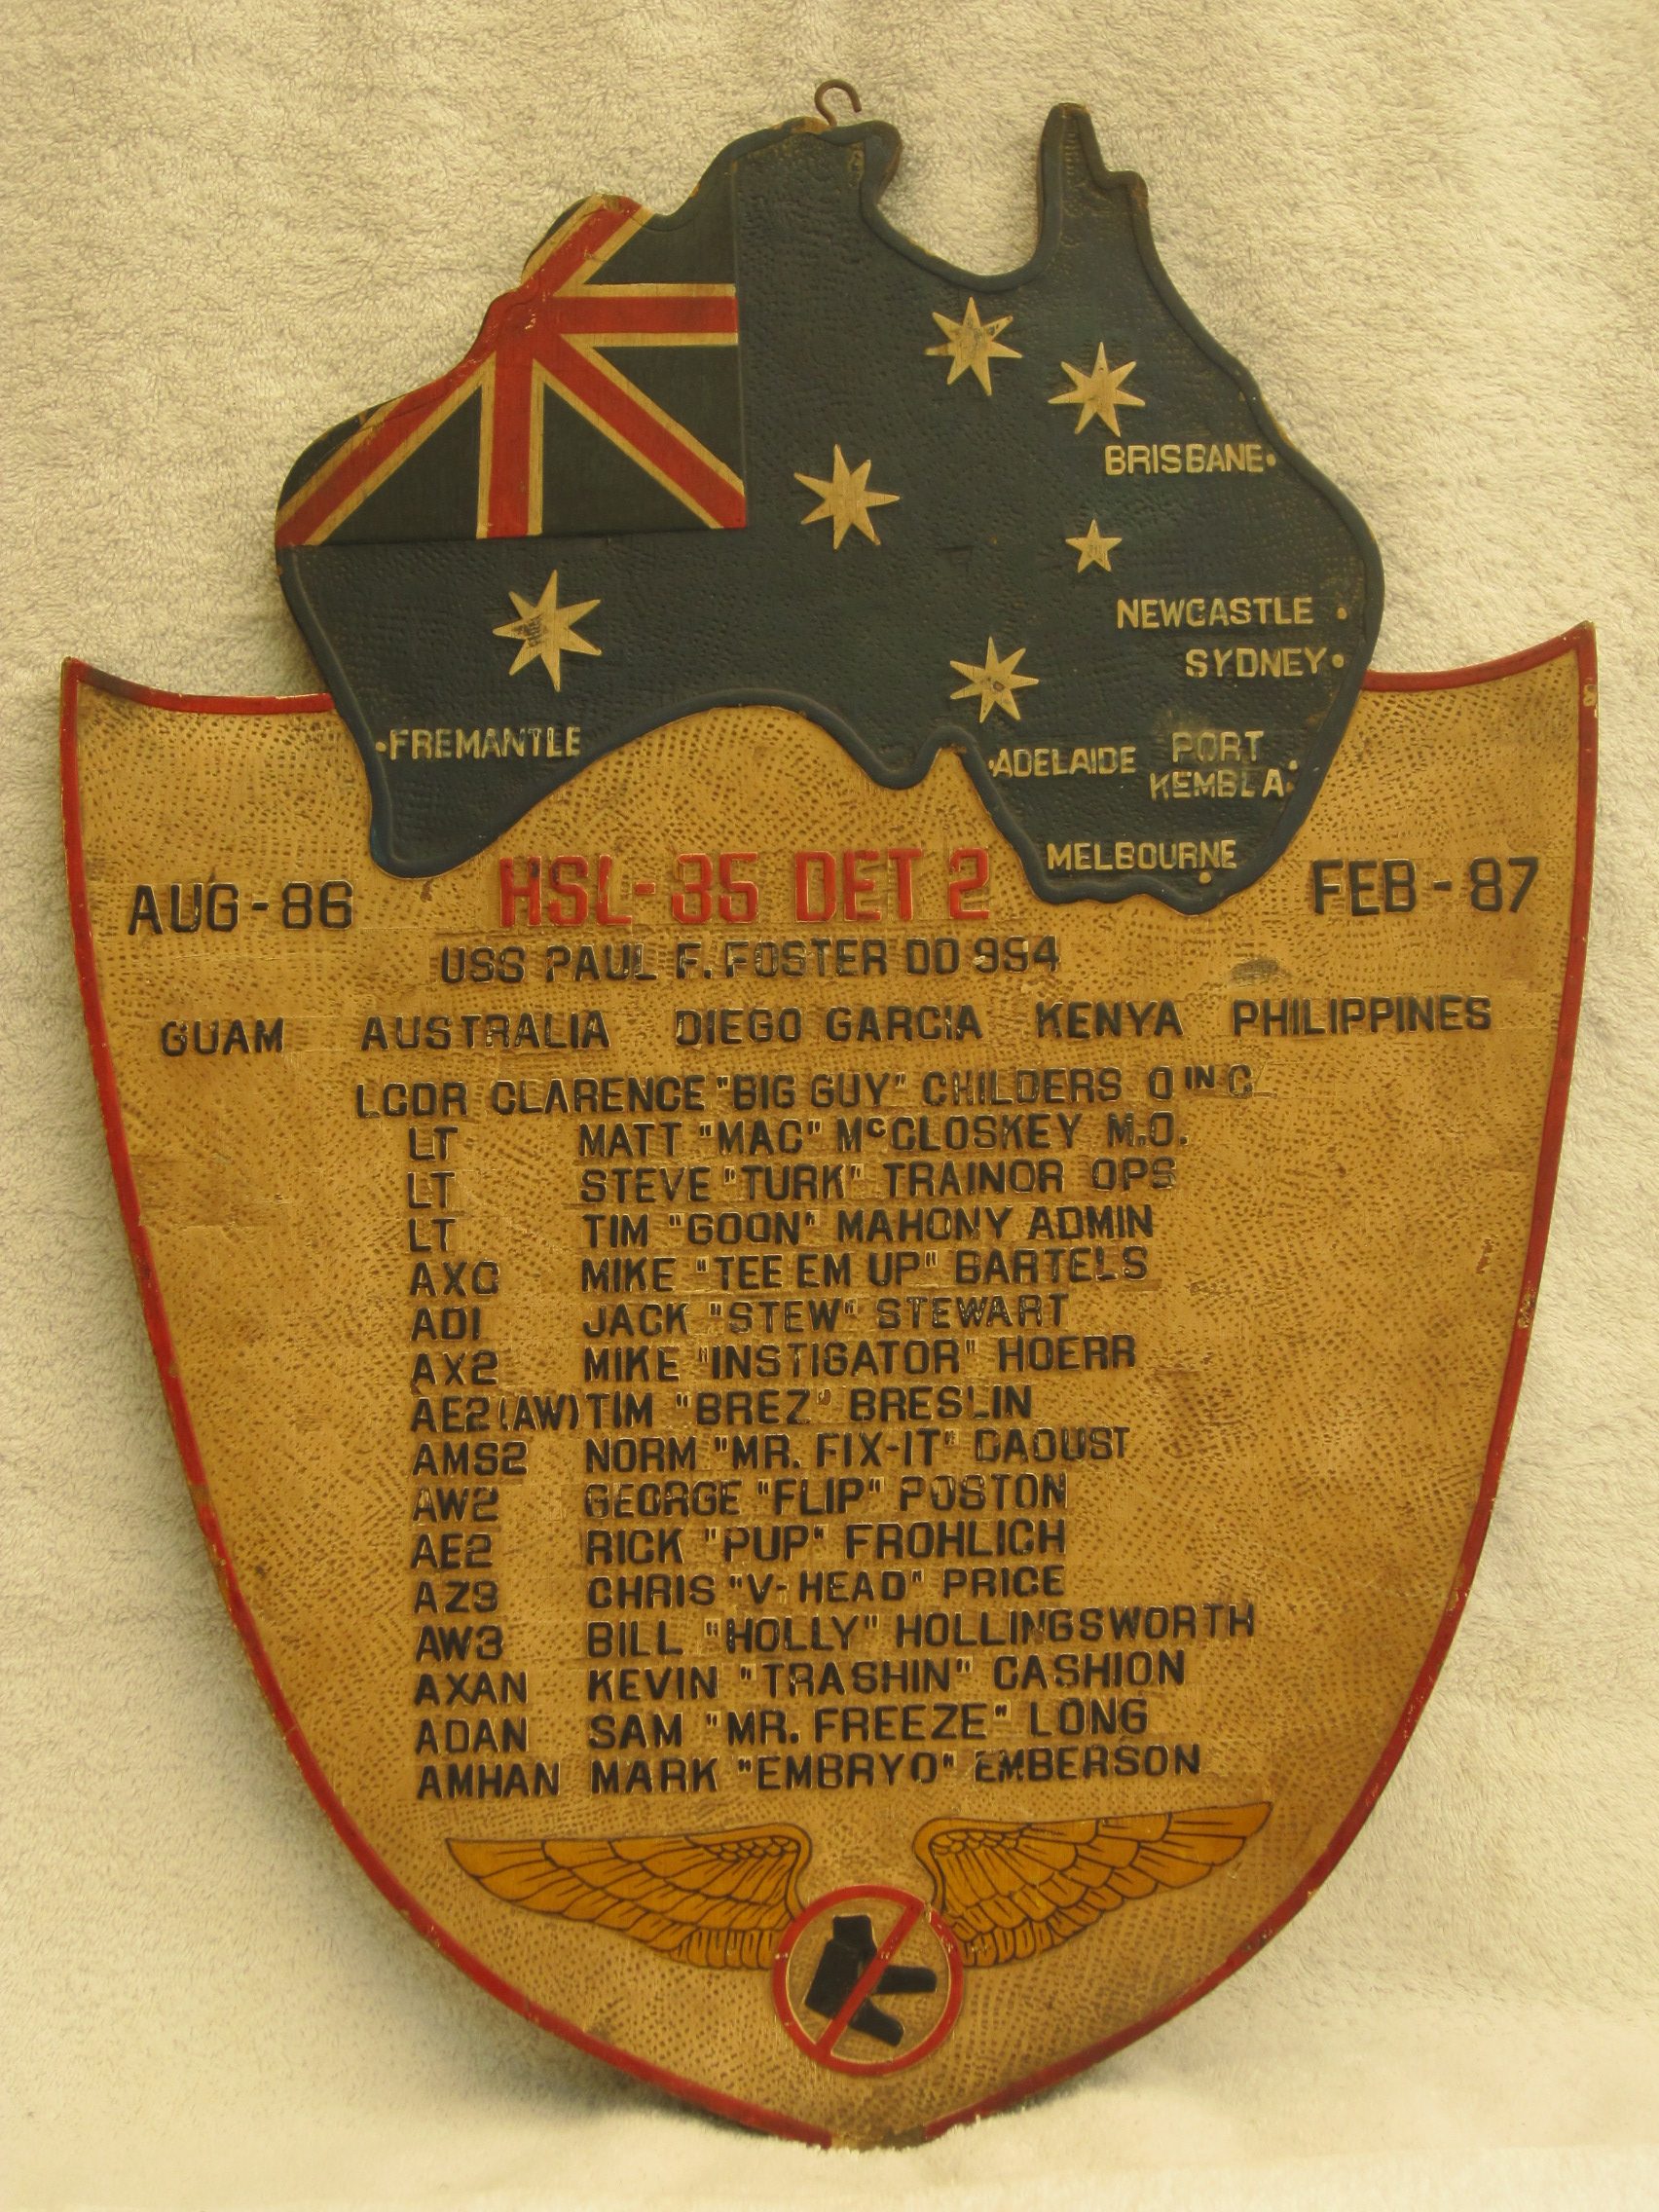 BRISBANE
NEWCASTLE
SYDNEY
FREMANTLE
ADELAIDE
PORT
KEMBLA
MELBOURNE
AUG-86 HSL-35 DET 2 FEB-87
USS PAUL F. FOSTER DD 994
GUAM AUSTRALIA DIEGO GARCIA KENYA PHILIPPINES
LCDR CLARENCE "BIG GUY" CHILDERS O IN C
LT MATT "MAC" McCLOSKEY M.O.
LT STEVE "TURK" TRAINOR OPS
LT TIM "GOON" MAHONY ADMIN
AXC MIKE "TEE EM UP" BARTELS
AD1 JACK "STEW" STEWART
AX2 MIKE "INSTIGATOR" HOERR
AE2(AW) TIM "BREZ" BRESLIN
AMS2 NORM "MR. FIX-IT" DAOUST
AW2 GEORGE "FLIP" POSTON
AE2 RICK "PUP" FROHLICH
AZ3 CHRIS "V-HEAD" PRICE
AW3 BILL "HOLLY" HOLLINGSWORTH
AXAN KEVIN "TRASHIN" CASHION
ADAN SAM "MR. FREEZE" LONG
AMHAN MARK "EMBRYO" EMBERSON